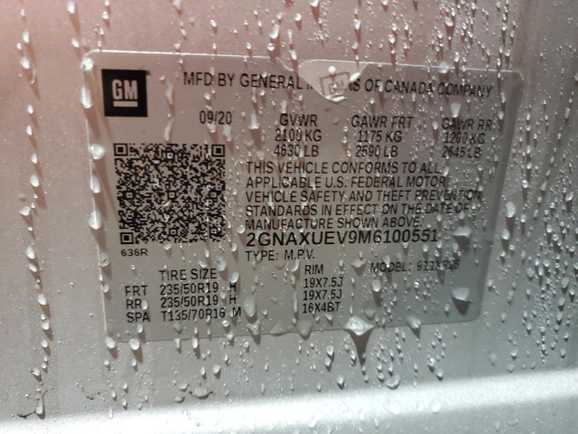 GM
MFD BY GENERAL OF CANADA COMPANY
09/20 GVWR GAWR FRT GAWR RR
2100 KG 1175 KG 1200 KG
4630 LB 2590 LB 2645 LB
THIS VEHICLE CONFORMS TO ALL
APPLICABLE U.S. FEDERAL MOTOR
VEHICLE SAFETY AND THEFT PREVENTION
STANDARDS IN EFFECT ON THE DATE OF
MANUFACTURE SHOWN ABOVE.
2GNAXUEV9M6100551
636R
TYPE: M.P.V. MODEL:
TIRE SIZE RIM
FRT 235/50R19 H 19X7.5J
RR 235/50R19 H 19X7.5J
SPA T135/70R16 M 16X4BT